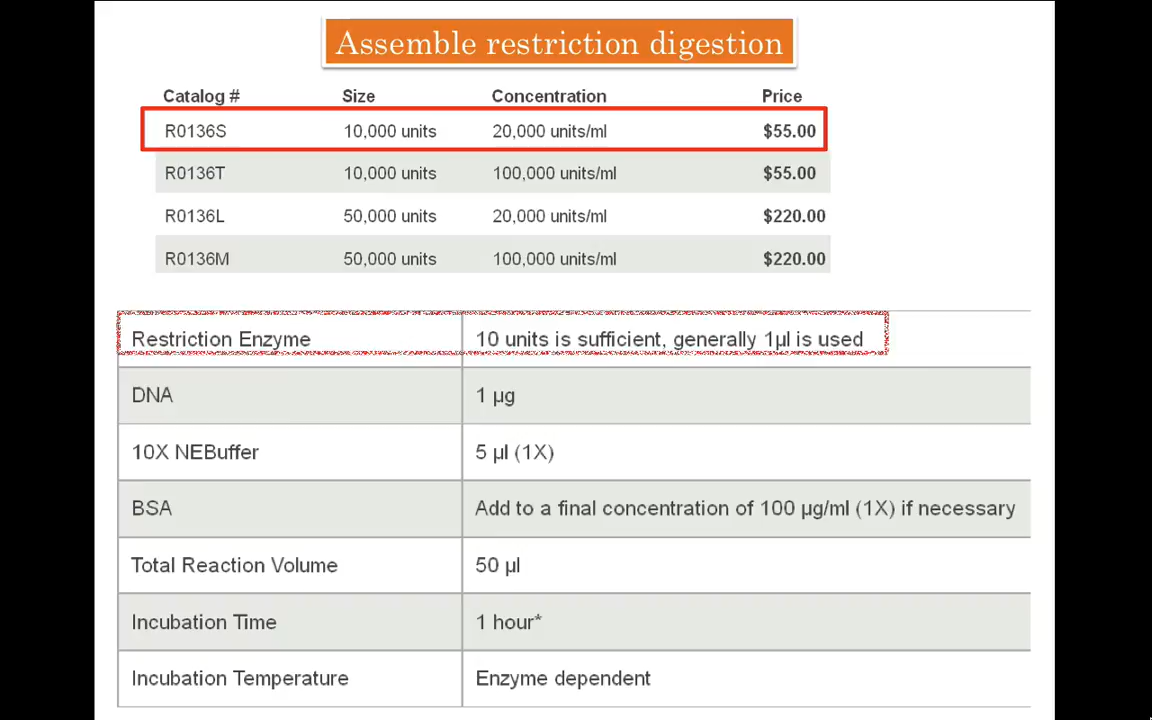 Assemble restriction digestion
Catalog # Size Concentration Price
R0136S 10,000 units 20,000 units/ml $55.00
R0136T 10,000 units 100,000 units/ml $55.00
R0136L 50,000 units 20,000 units/ml $220.00
R0136M 50,000 units 100,000 units/ml $220.00
Restriction Enzyme 10 units is sufficient, generally 1µl is used
DNA 1 µg
10X NEBuffer 5 µl (1X)
BSA Add to a final concentration of 100 µg/ml (1X) if necessary
Total Reaction Volume 50 µl
Incubation Time 1 hour*
Incubation Temperature Enzyme dependent